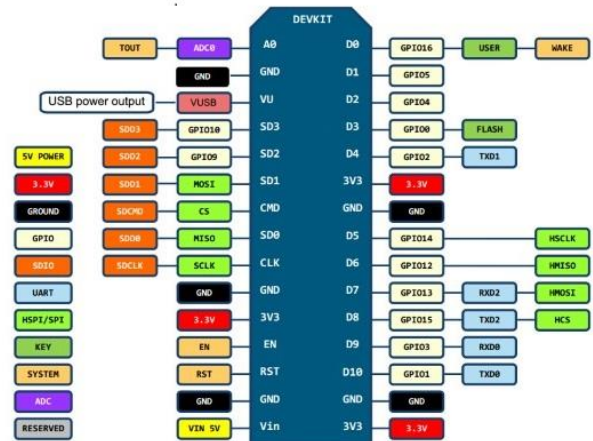 DEVKIT
TOUT ADC0 A0 D0 GPIO16 USER WAKE
GND GND D1 GPIO5
USB power output VUSB VU D2 GPIO4
SDD3 GPIO10 SD3 D3 GPIO0 FLASH
5V POWER SDD2 GPIO9 SD2 D4 GPIO2 TXD1
3.3V SDD1 MOSI SD1 3V3 3.3V
GROUND SDCMD CS CMD GND GND
GPIO SDD0 MISO SD0 D5 GPIO14 HSCLK
SDIO SDCLK SCLK CLK D6 GPIO12 HMISO
UART GND GND D7 GPIO13 RXD2 HMOSI
HSPI/SPI 3.3V 3V3 D8 GPIO15 TXD2 HCS
KEY EN EN D9 GPIO3 RXD0
SYSTEM RST RST D10 GPIO1 TXD0
ADC GND GND GND GND
RESERVED VIN 5V Vin 3V3 3.3V